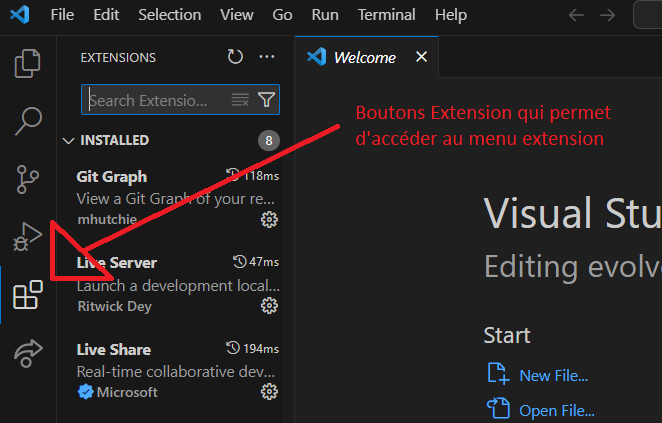 File Edit Selection View Go Run Terminal Help
EXTENSIONS
Welcome
Search Extensio...
Boutons Extension qui permet
d'accéder au menu extension
INSTALLED 8
Git Graph 118ms
View a Git Graph of your re...
mhutchie
Live Server 47ms
Launch a development local...
Ritwick Dey
Live Share 194ms
Real-time collaborative dev...
Microsoft
Visual Stu
Editing evolv
Start
New File...
Open File...